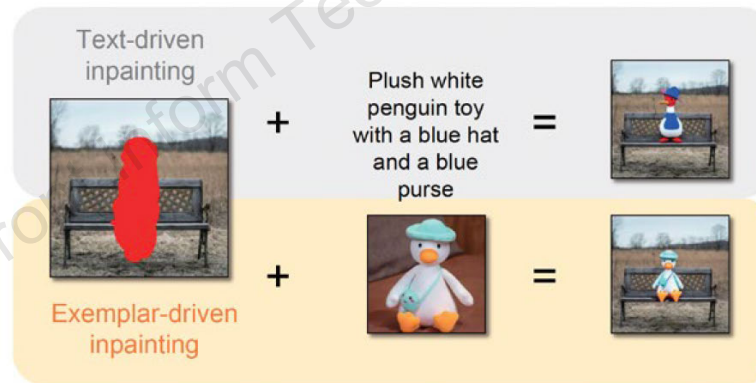 Text-driven
inpainting
+
Plush white
penguin toy
with a blue hat
and a blue
purse
=
+
=
Exemplar-driven
inpainting